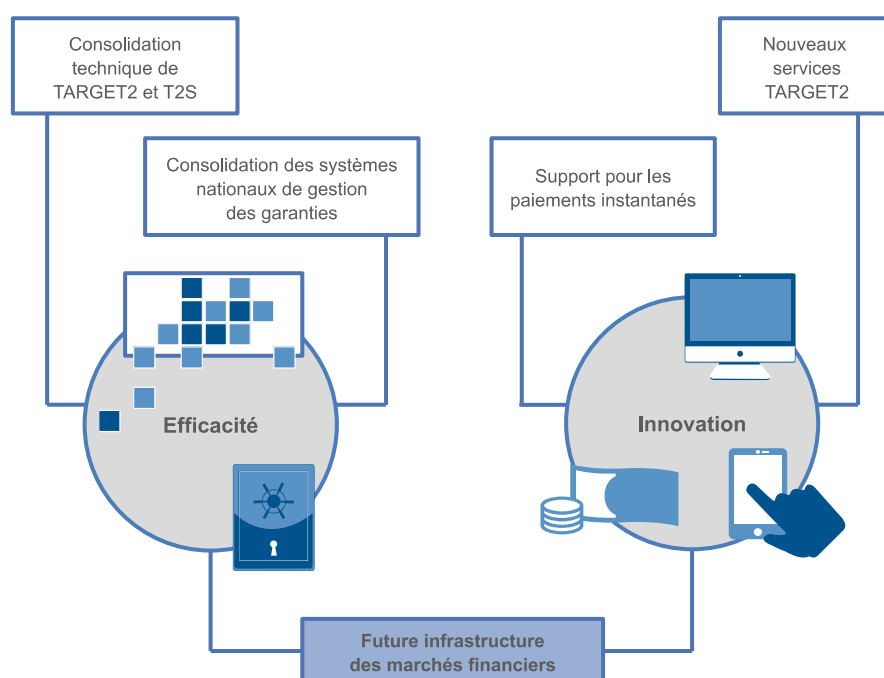 Consolidation
technique de
TARGET2 et T2S
Nouveaux
services
TARGET2
Consolidation des systèmes
nationaux de gestion
des garanties
Support pour les
paiements instantanés
Efficacité
Innovation
Future infrastructure
des marchés financiers